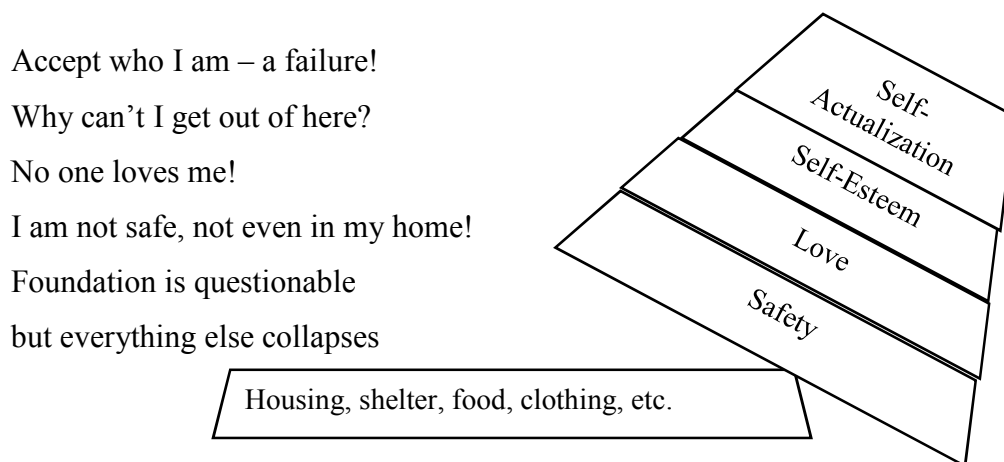 Accept who I am – a failure!
Why can’t I get out of here?
No one loves me!
I am not safe, not even in my home!
Foundation is questionable
but everything else collapses
Self-
Actualization
Self-Esteem
Love
Safety
Housing, shelter, food, clothing, etc.